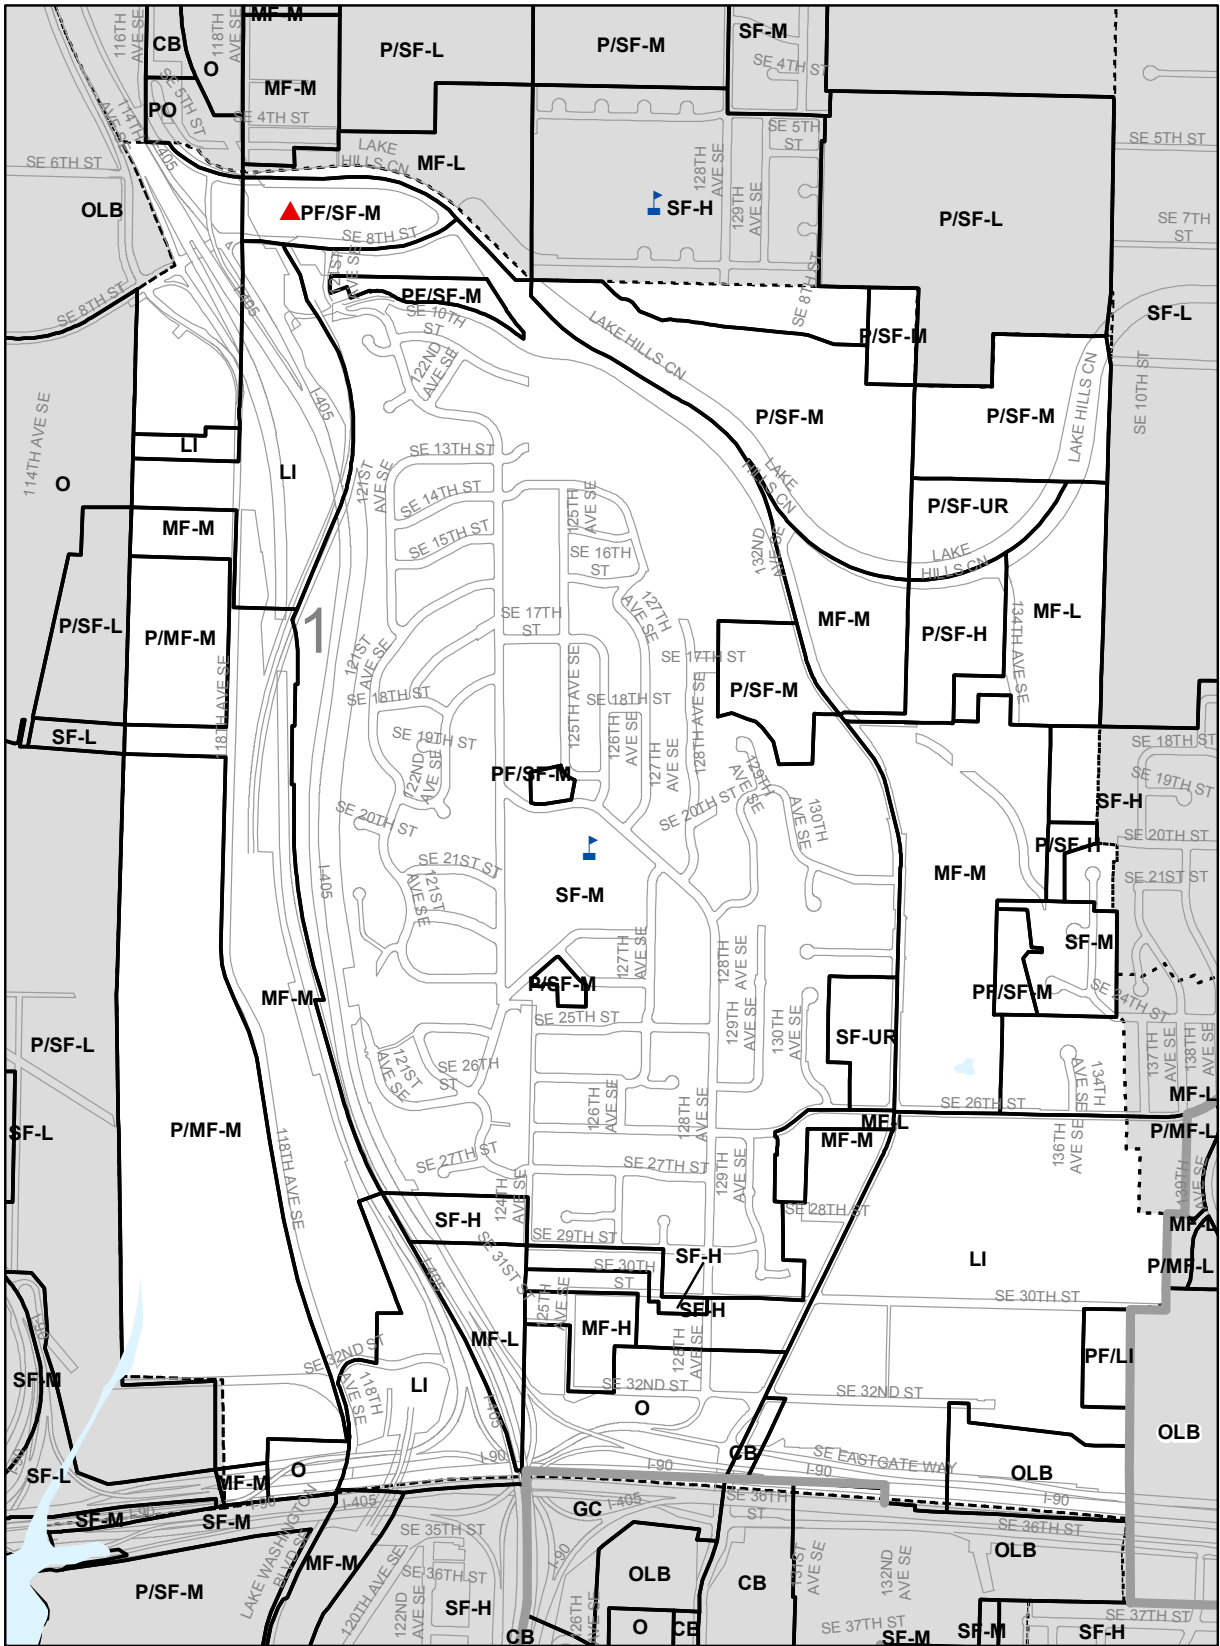 116TH
AVE SE
CB
118TH
AVE SE
O
MF-M
MF-M
P/SF-L
P/SF-M
SF-M
SE 4TH ST
114TH
AVE SE
SE 5TH ST
PO
SE 4TH ST
I-405
SE 6TH ST
LAKE
HILLS CN
MF-L
128TH
AVE SE
129TH
AVE SE
SE 5TH
ST
SE 5TH ST
OLB
PF/SF-M
SE 8TH ST
SF-H
P/SF-L
SE 7TH
ST
121ST
AVE SE
PF/SF-M
SE 10TH
ST
SE 8TH ST
SE 8TH ST
I-405
LAKE HILLS CN
P/SF-M
SF-L
122ND
AVE SE
I-405
P/SF-M
P/SF-M
LAKE HILLS CN
SE 10TH ST
114TH AVE SE
O
LI
LI
SE 13TH ST
121ST
AVE SE
SE 14TH ST
125TH
AVE SE
LAKE
HILLS CN
P/SF-UR
MF-M
SE 15TH ST
SE 16TH
ST
132ND
AVE SE
LAKE
HILLS CN
P/SF-L
P/MF-M
1
SE 17TH
ST
127TH
AVE SE
MF-M
P/SF-H
MF-L
134TH AVE SE
121ST
AVE SE
SE 17TH ST
118TH AVE SE
SE 18TH ST
125TH AVE SE
SE 18TH ST
P/SF-M
SF-L
SE 19TH ST
126TH
AVE SE
127TH
AVE SE
128TH AVE SE
SE 18TH ST
122ND
AVE SE
PF/SF-M
129TH
AVE SE
SE 19TH ST
SE 20TH ST
SE 20TH ST
130TH
AVE SE
SF-H
SE 20TH ST
P/SF-H
SE 21ST ST
121ST
AVE SE
I-405
SF-M
MF-M
SE 21ST ST
SF-M
127TH
AVE SE
128TH
AVE SE
MF-M
P/SF-M
PF/SF-M
SE 24TH ST
SE 25TH ST
129TH
AVE SE
130TH
AVE SE
SF-UR
P/SF-L
121ST
AVE SE
SE 26TH
ST
134TH
AVE SE
137TH
AVE SE
138TH
AVE SE
126TH
AVE SE
128TH
AVE SE
SE 26TH ST
MF-L
SF-L
P/MF-M
MF-L
MF-M
P/MF-L
118TH AVE SE
SE 27TH ST
SE 27TH ST
129TH
AVE SE
136TH
AVE SE
139TH
AVE SE
124TH
AVE SE
SF-H
SE 28TH ST
MF-L
SE 29TH ST
SE 31ST ST
SF-H
LI
P/MF-L
I-405
SE 30TH
ST
125TH
AVE SE
SF-H
SE 30TH ST
I-90
MF-L
MF-H
128TH
AVE SE
PF/LI
SE 32ND ST
SF-M
LI
SE 32ND ST
SE 32ND ST
118TH
AVE SE
O
I-405
OLB
I-90
SF-L
MF-M
O
I-90
I-90
CB
SE EASTGATE WAY
I-90
OLB
I-90
I-90
I-90
I-405
I-405
SE 36TH
ST
GC
SF-M
SF-M
LAKE WASHINGTON
BLVD SE
SE 35TH ST
SE 36TH ST
MF-M
SE 36TH ST
I-90
OLB
CB
OLB
P/SF-M
120TH AVE SE
122ND
AVE SE
SF-H
126TH
AVE SE
131ST
AVE SE
132ND
AVE SE
CB
O
CB
SE 37TH ST
SF-M
SF-M
SF-H
SE 37TH ST